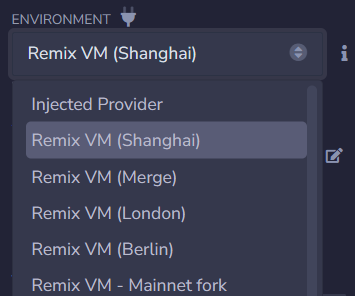 ENVIRONMENT
Remix VM (Shanghai)
Injected Provider
Remix VM (Shanghai)
Remix VM (Merge)
Remix VM (London)
Remix VM (Berlin)
Remix VM - Mainnet fork